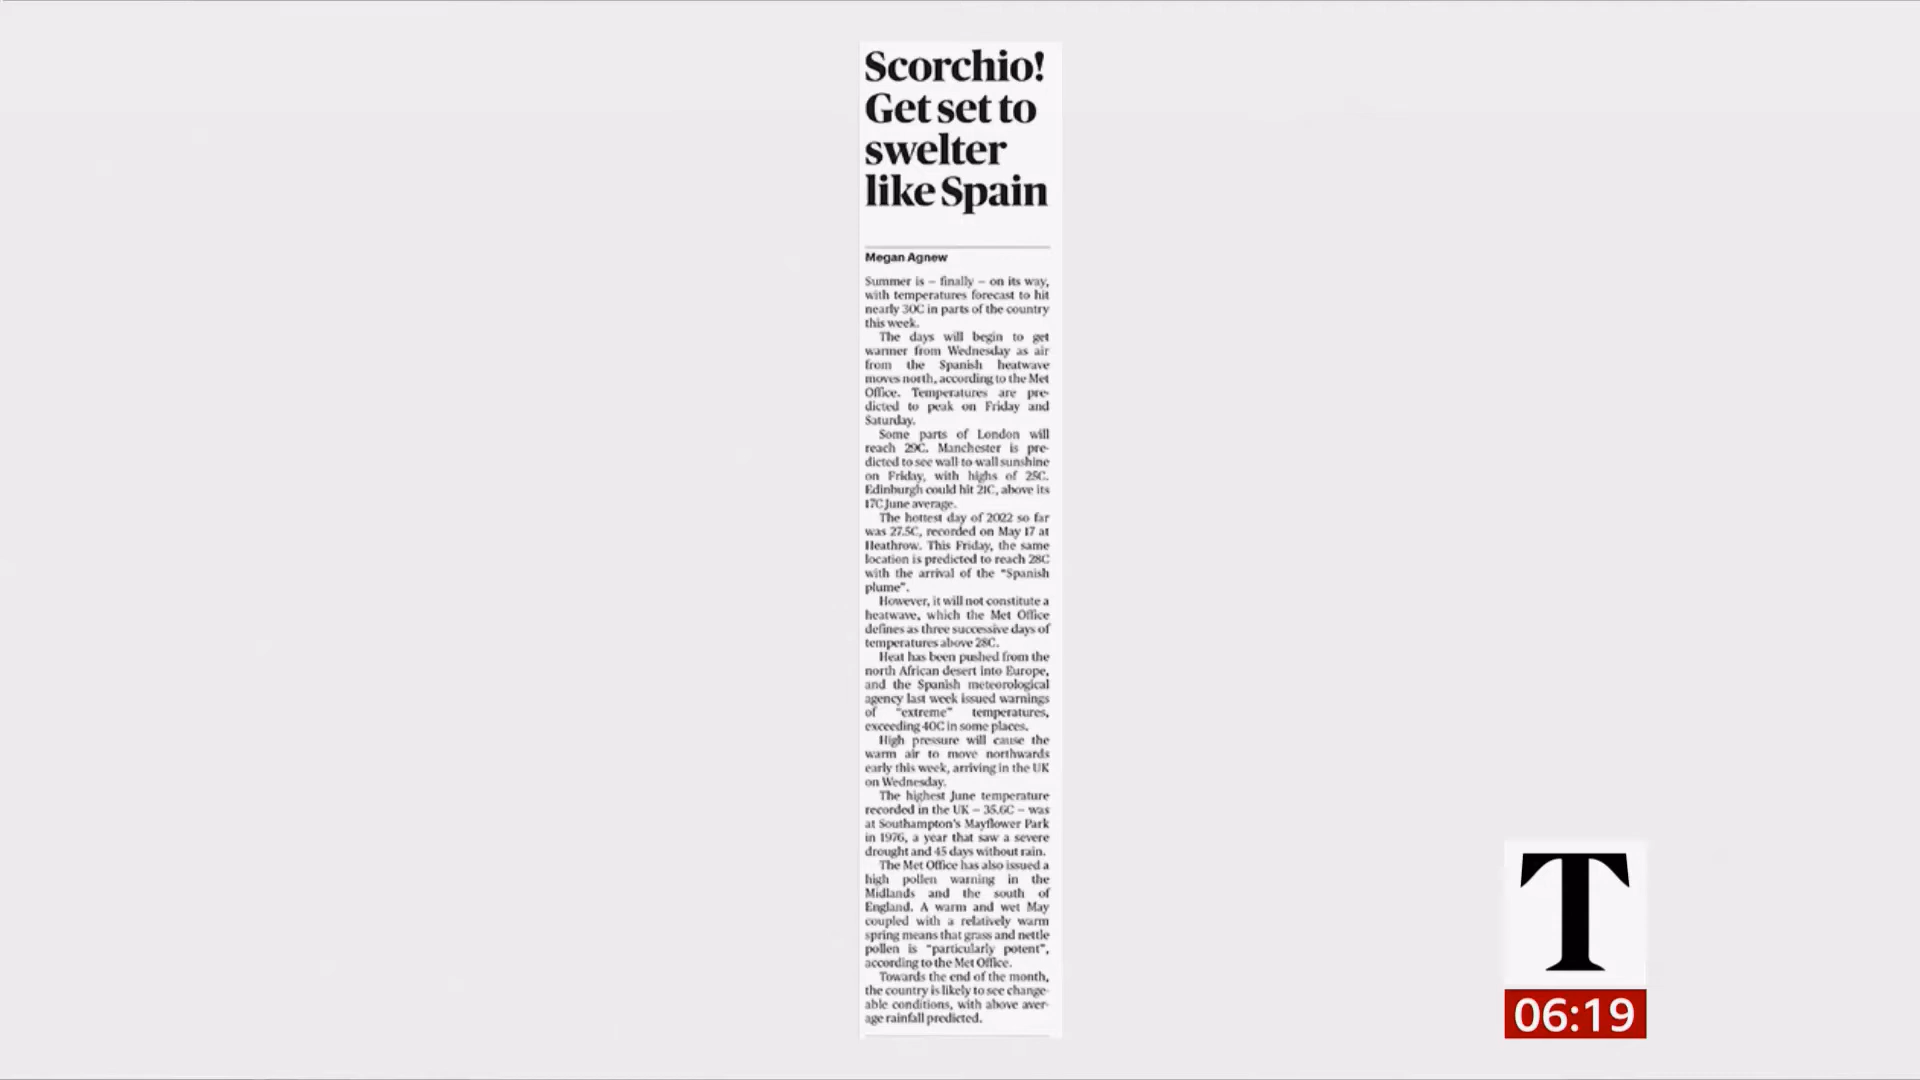 Scorchio!
Get set to
swelter
like Spain
Megan Agnew
Summer is – finally – on its way,
with temperatures forecast to hit
nearly 30C in parts of the country
this week.
The days will begin to get
warmer from Wednesday as air
from the Spanish heatwave
moves north, according to the Met
Office. Temperatures are pre-
dicted to peak on Friday and
Saturday.
Some parts of London will
reach 29C. Manchester is pre-
dicted to see wall-to-wall sunshine
on Friday, with highs of 25C.
Edinburgh could hit 21C, above its
17C June average.
The hottest day of 2022 so far
was 27.5C, recorded on May 17 at
Heathrow. This Friday, the same
location is predicted to reach 28C
with the arrival of the "Spanish
plume".
However, it will not constitute a
heatwave, which the Met Office
defines as three successive days of
temperatures above 28C.
Heat has been pushed from the
north African desert into Europe,
and the Spanish meteorological
agency last week issued warnings
of "extreme" temperatures,
exceeding 40C in some places.
High pressure will cause the
warm air to move northwards
early this week, arriving in the UK
on Wednesday.
The highest June temperature
recorded in the UK – 35.6C – was
at Southampton's Mayflower Park
in 1976, a year that saw a severe
drought and 45 days without rain.
The Met Office has also issued a
high pollen warning in the
Midlands and the south of
England. A warm and wet May
coupled with a relatively warm
spring means that grass and nettle
pollen is "particularly potent",
according to the Met Office.
Towards the end of the month,
the country is likely to see change-
able conditions, with above aver-
age rainfall predicted.
T
06:19